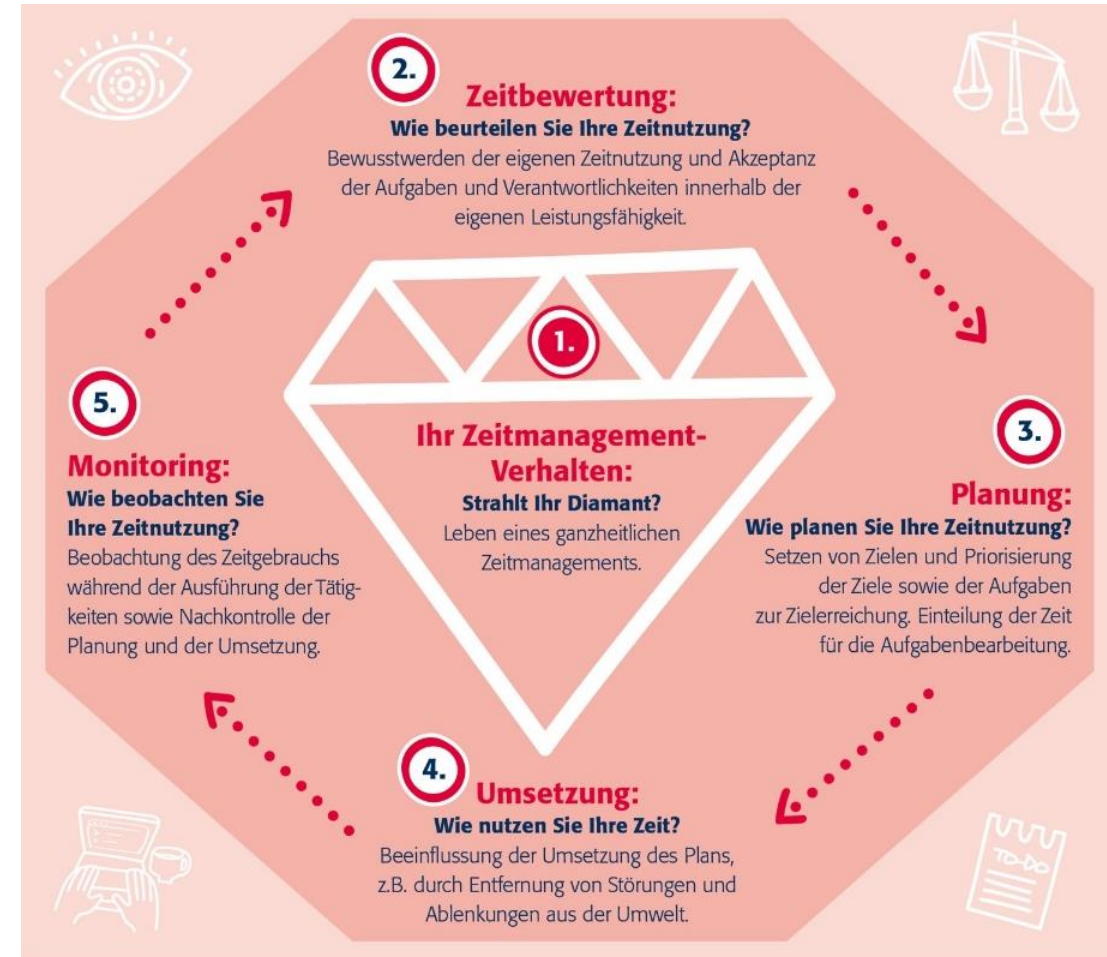 2.
Zeitbewertung:
Wie beurteilen Sie Ihre Zeitnutzung?
Bewusstwerden der eigenen Zeitnutzung und Akzeptanz
der Aufgaben und Verantwortlichkeiten innerhalb der
eigenen Leistungsfähigkeit.
1.
Ihr Zeitmanagement-
Verhalten:
Strahlt Ihr Diamant?
Leben eines ganzheitlichen
Zeitmanagements.
3.
Planung:
Wie planen Sie Ihre Zeitnutzung?
Setzen von Zielen und Priorisierung
der Ziele sowie der Aufgaben
zur Zielerreichung. Einteilung der Zeit
für die Aufgabenbearbeitung.
4.
Umsetzung:
Wie nutzen Sie Ihre Zeit?
Beeinflussung der Umsetzung des Plans,
z.B. durch Entfernung von Störungen und
Ablenkungen aus der Umwelt.
5.
Monitoring:
Wie beobachten Sie
Ihre Zeitnutzung?
Beobachtung des Zeitgebrauchs
während der Ausführung der Tätig-
keiten sowie Nachkontrolle der
Planung und der Umsetzung.
TO-DO